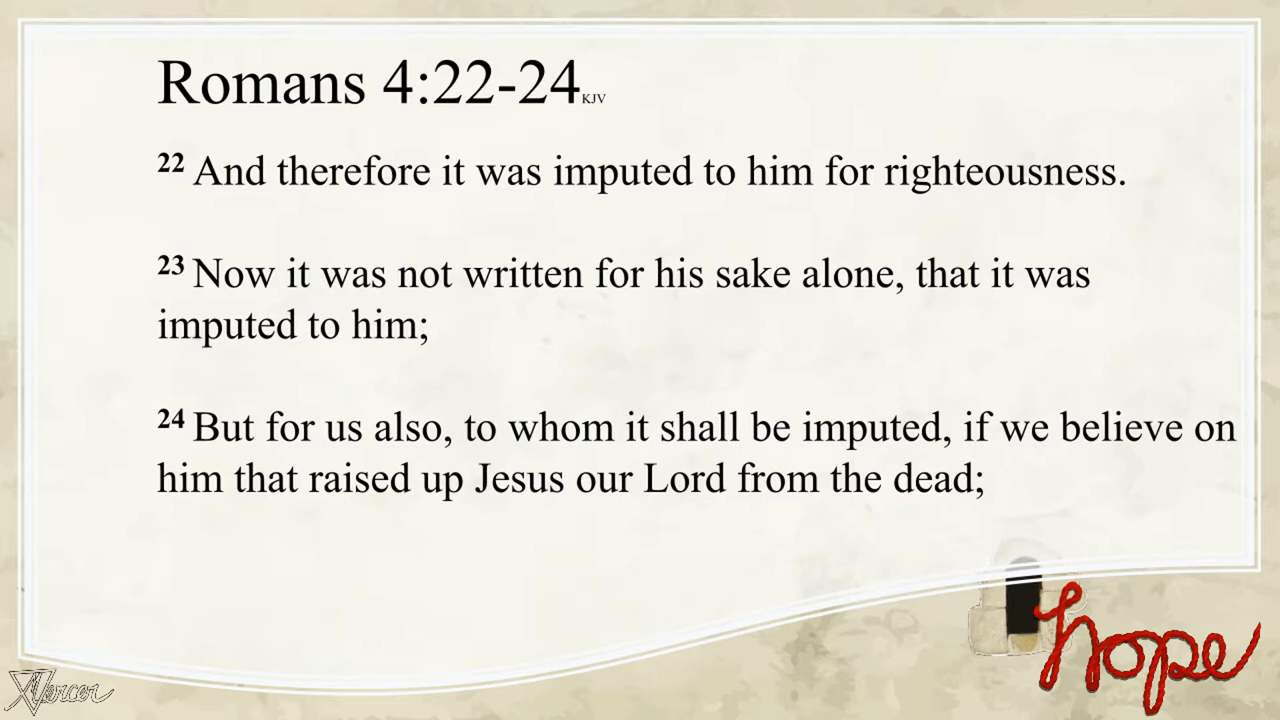 Romans 4:22-24 KJV
22 And therefore it was imputed to him for righteousness.
23 Now it was not written for his sake alone, that it was
imputed to him;
24 But for us also, to whom it shall be imputed, if we believe on
him that raised up Jesus our Lord from the dead;
hope